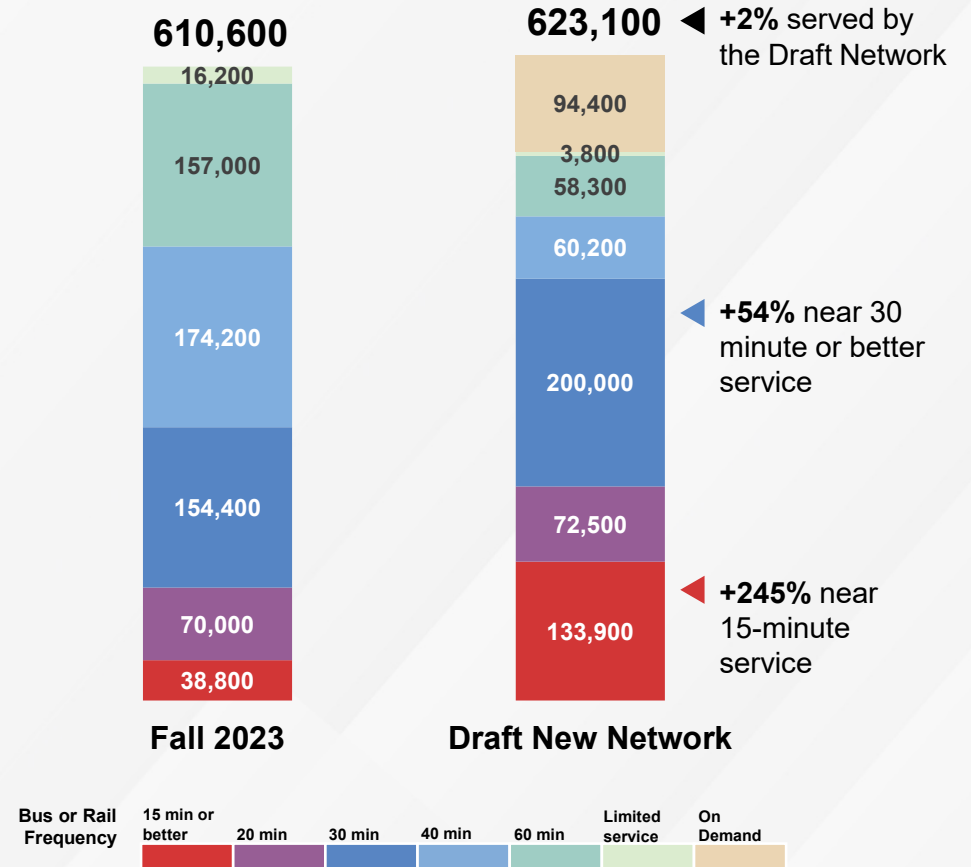 610,600
16,200
157,000
174,200
154,400
70,000
38,800
Fall 2023
623,100
94,400
3,800
58,300
60,200
200,000
72,500
133,900
Draft New Network
+2% served by
the Draft Network
+54% near 30
minute or better
service
+245% near
15-minute
service
Bus or Rail
Frequency
15 min or
better
20 min
30 min
40 min
60 min
Limited
service
On
Demand